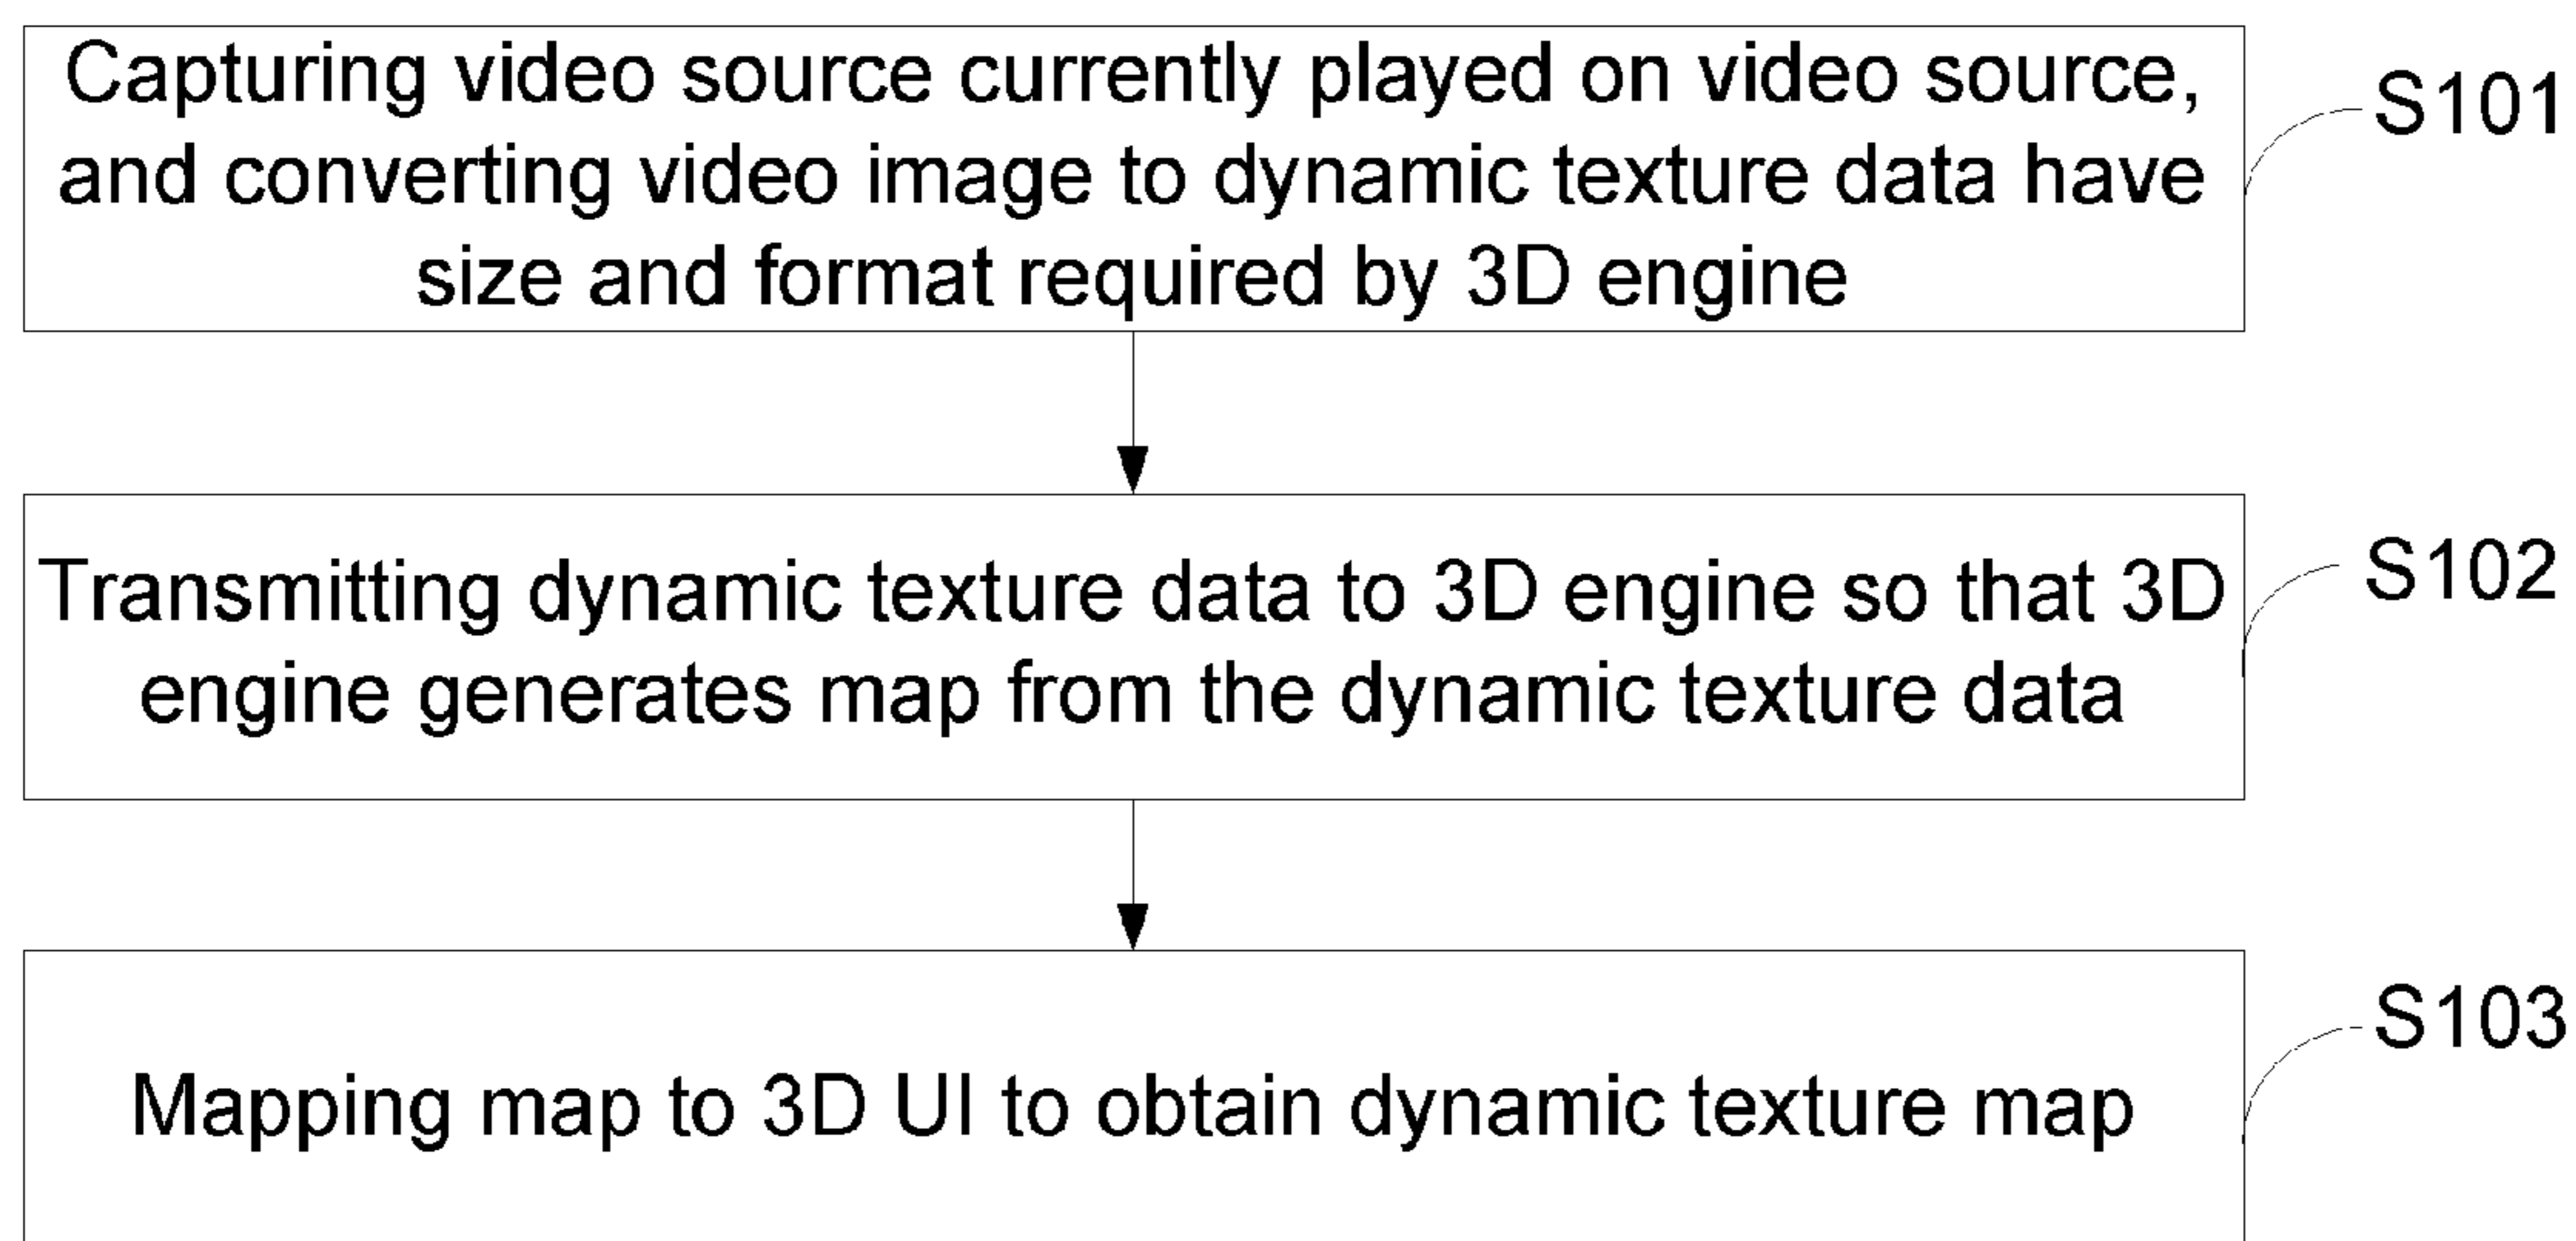 Capturing video source currently played on video source,
and converting video image to dynamic texture data have
size and format required by 3D engine
S101
Transmitting dynamic texture data to 3D engine so that 3D
engine generates map from the dynamic texture data
S102
Mapping map to 3D UI to obtain dynamic texture map
S103